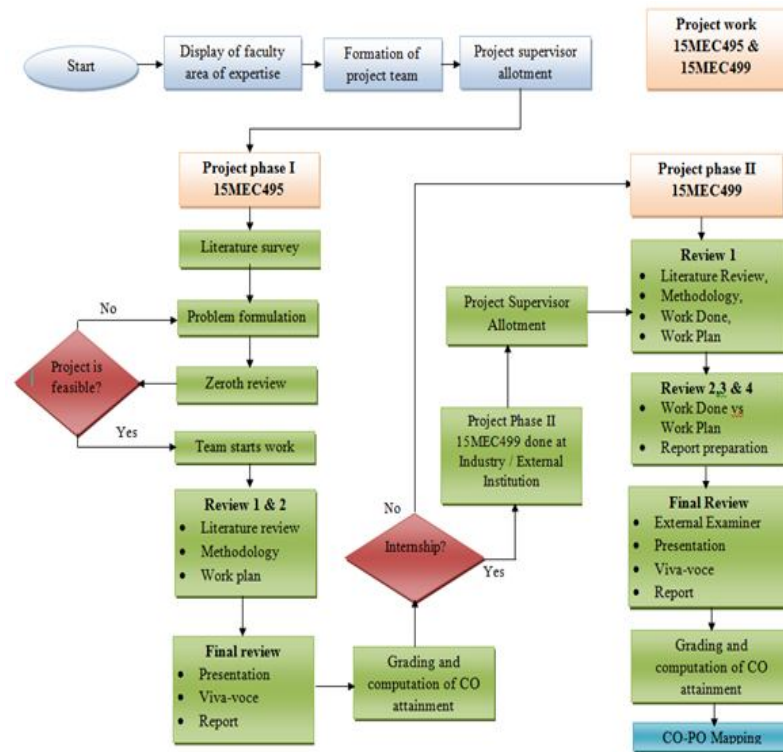 Start
Display of faculty
area of expertise
Formation of
project team
Project supervisor
allotment
Project work
15MEC495 &
15MEC499
Project phase I
15MEC495
Literature survey
No
Problem formulation
Project is
feasible?
Zeroth review
Yes
Team starts work
Review 1 & 2
• Literature review
• Methodology
• Work plan
Final review
• Presentation
• Viva-voce
• Report
Grading and
computation of CO
attainment
No
Internship?
Yes
Project Phase II
15MEC499 done at
Industry / External
Institution
Project Supervisor
Allotment
Project phase II
15MEC499
Review 1
• Literature Review,
• Methodology,
• Work Done,
• Work Plan
Review 2,3 & 4
• Work Done vs
Work Plan
• Report preparation
Final Review
• External Examiner
• Presentation
• Viva-voce
• Report
Grading and
computation of CO
attainment
CO-PO Mapping